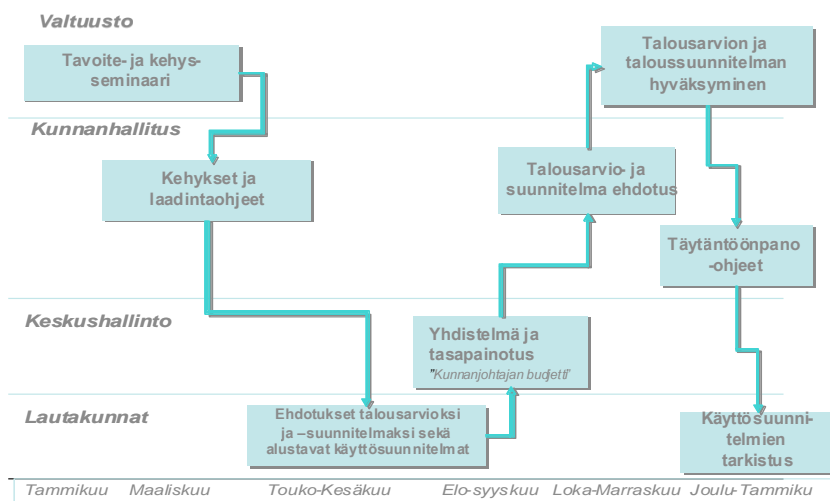 Valtuusto
Tavoite- ja kehys-
seminaari
Talousarvion ja
taloussuunnitelman
hyväksyminen
Kunnanhallitus
Kehykset ja
laadintaohjeet
Talousarvio- ja
suunnitelma ehdotus
Täytäntöönpano
-ohjeet
Keskushallinto
Yhdistelmä ja
tasapainotus
"Kunnanjohtajan budjetti"
Lautakunnat
Ehdotukset talousarvioksi
ja –suunnitelmaksi sekä
alustavat käyttösuunnitelmat
Käyttösuunni-
telmien
tarkistus
Tammikuu Maaliskuu Touko-Kesäkuu Elo-syyskuu Loka-Marraskuu Joulu-Tammiku